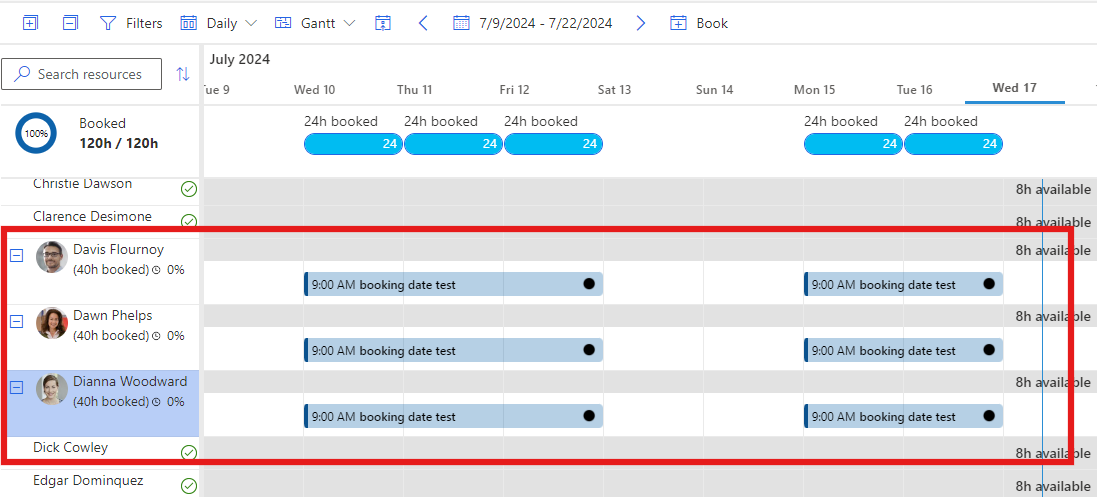 Filters Daily Gantt 7/9/2024 - 7/22/2024 Book
July 2024
Search resources
Tue 9 Wed 10 Thu 11 Fri 12 Sat 13 Sun 14 Mon 15 Tue 16 Wed 17
100% Booked
120h / 120h
24h booked 24h booked 24h booked 24h booked 24h booked
24 24 24 24 24
Christie Dawson 8h available
Clarence Desimone 8h available
Davis Flournoy 8h available
(40h booked) 0%
9:00 AM booking date test 9:00 AM booking date test
Dawn Phelps 8h available
(40h booked) 0%
9:00 AM booking date test 9:00 AM booking date test
Dianna Woodward 8h available
(40h booked) 0%
9:00 AM booking date test 9:00 AM booking date test
Dick Cowley 8h available
Edgar Dominquez 8h available